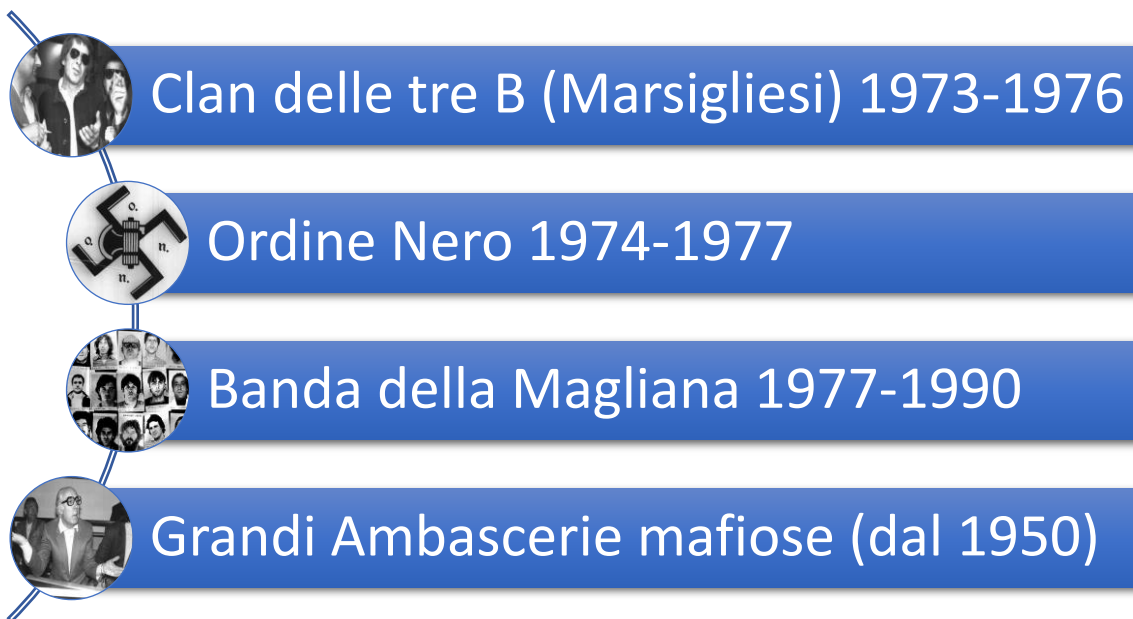 Clan delle tre B (Marsigliesi) 1973-1976
o.
o.
n.
n.
Ordine Nero 1974-1977
Banda della Magliana 1977-1990
Grandi Ambascerie mafiose (dal 1950)